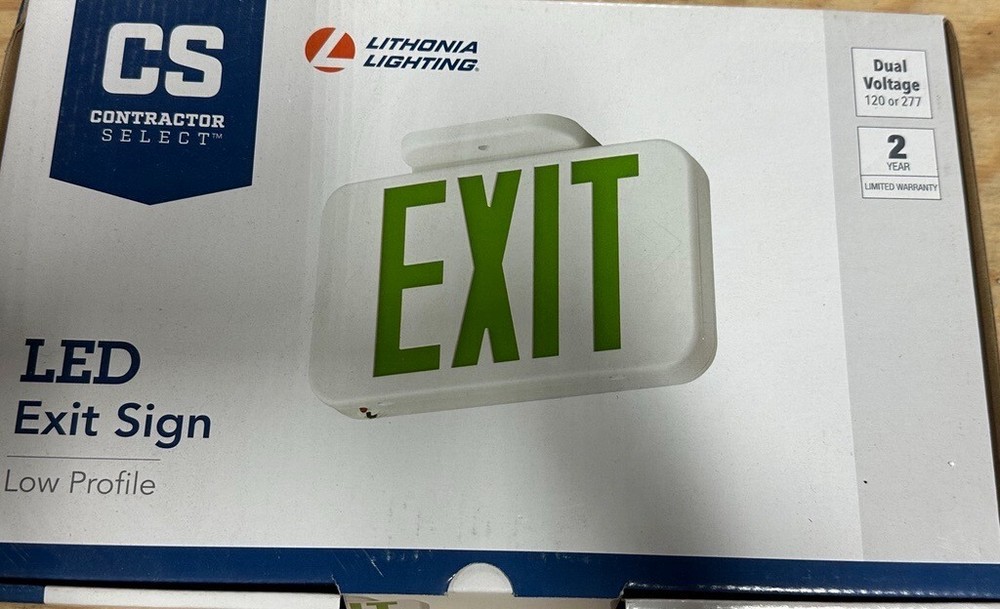 CS
CONTRACTOR
SELECT™
LITHONIA
LIGHTING®
Dual
Voltage
120 or 277
2
YEAR
LIMITED WARRANTY
EXIT
LED
Exit Sign
Low Profile
IT